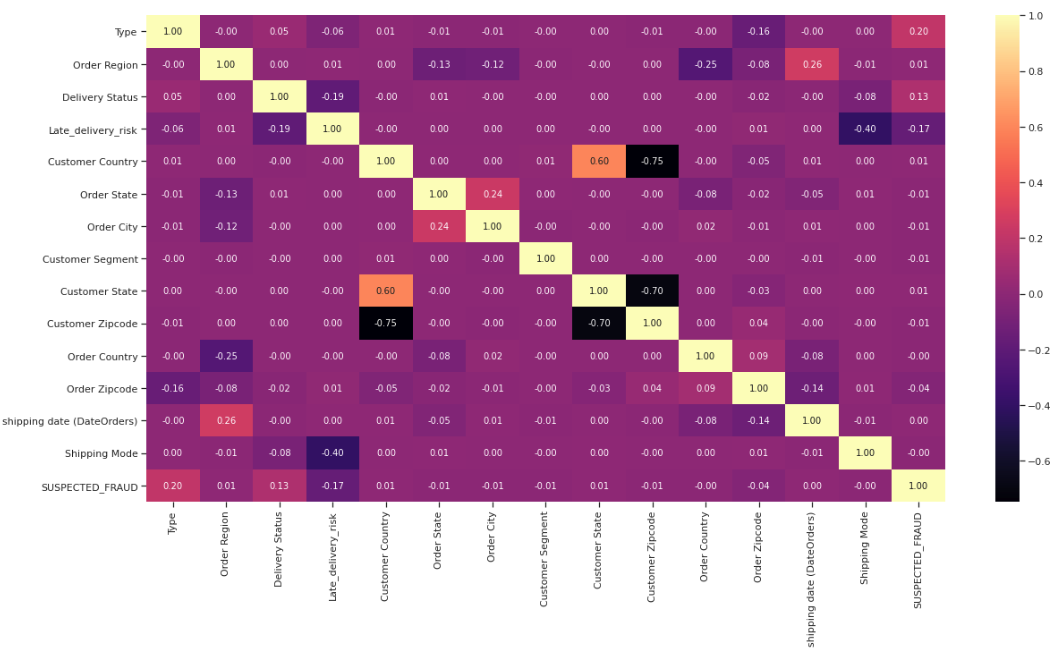 Type 1.00 -0.00 0.05 -0.06 0.01 -0.01 -0.01 -0.00 0.00 -0.01 -0.00 -0.16 -0.00 0.00 0.20
Order Region -0.00 1.00 0.00 0.01 0.00 -0.13 -0.12 -0.00 -0.00 0.00 -0.25 -0.08 0.26 -0.01 0.01
Delivery Status 0.05 0.00 1.00 -0.19 -0.00 0.01 -0.00 -0.00 0.00 0.00 -0.00 -0.02 -0.00 -0.08 0.13
Late_delivery_risk -0.06 0.01 -0.19 1.00 -0.00 0.00 0.00 0.00 -0.00 0.00 -0.00 0.01 0.00 -0.40 -0.17
Customer Country 0.01 0.00 -0.00 -0.00 1.00 0.00 0.00 0.01 0.60 -0.75 -0.00 -0.05 0.01 0.00 0.01
Order State -0.01 -0.13 0.01 0.00 0.00 1.00 0.24 0.00 -0.00 -0.00 -0.08 -0.02 -0.05 0.01 -0.01
Order City -0.01 -0.12 -0.00 0.00 0.00 0.24 1.00 -0.00 -0.00 -0.00 0.02 -0.01 0.01 0.00 -0.01
Customer Segment -0.00 -0.00 -0.00 0.00 0.01 0.00 -0.00 1.00 0.00 -0.00 -0.00 -0.00 -0.01 0.00 -0.01
Customer State 0.00 -0.00 0.00 -0.00 0.60 -0.00 -0.00 0.00 1.00 -0.70 0.00 -0.03 0.00 0.00 0.01
Customer Zipcode -0.01 0.00 0.00 0.00 -0.75 -0.00 -0.00 -0.00 -0.70 1.00 0.00 0.04 -0.00 -0.00 -0.01
Order Country -0.00 -0.25 -0.00 -0.00 -0.00 -0.08 0.02 -0.00 0.00 0.00 1.00 0.09 -0.08 0.00 -0.00
Order Zipcode -0.16 -0.08 -0.02 0.01 -0.05 -0.02 -0.01 -0.00 -0.03 0.04 0.09 1.00 -0.14 0.01 -0.04
shipping date (DateOrders) -0.00 0.26 -0.00 0.00 0.01 -0.05 0.01 -0.01 0.00 -0.00 -0.08 -0.14 1.00 -0.01 0.00
Shipping Mode 0.00 -0.01 -0.08 -0.40 0.00 0.01 0.00 0.00 0.00 -0.00 0.00 0.01 -0.01 1.00 -0.00
SUSPECTED_FRAUD 0.20 0.01 0.13 -0.17 0.01 -0.01 -0.01 -0.01 0.01 -0.01 -0.00 -0.04 0.00 -0.00 1.00
Type
Order Region
Delivery Status
Late_delivery_risk
Customer Country
Order State
Order City
Customer Segment
Customer State
Customer Zipcode
Order Country
Order Zipcode
shipping date (DateOrders)
Shipping Mode
SUSPECTED_FRAUD
1.0
0.8
0.6
0.4
0.2
0.0
−0.2
−0.4
−0.6